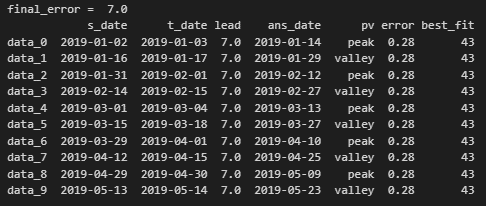 final_error =  7.0
            s_date      t_date lead    ans_date      pv error best_fit
data_0  2019-01-02  2019-01-03  7.0  2019-01-14    peak  0.28       43
data_1  2019-01-16  2019-01-17  7.0  2019-01-29  valley  0.28       43
data_2  2019-01-31  2019-02-01  7.0  2019-02-12    peak  0.28       43
data_3  2019-02-14  2019-02-15  7.0  2019-02-27  valley  0.28       43
data_4  2019-03-01  2019-03-04  7.0  2019-03-13    peak  0.28       43
data_5  2019-03-15  2019-03-18  7.0  2019-03-27  valley  0.28       43
data_6  2019-03-29  2019-04-01  7.0  2019-04-10    peak  0.28       43
data_7  2019-04-12  2019-04-15  7.0  2019-04-25  valley  0.28       43
data_8  2019-04-29  2019-04-30  7.0  2019-05-09    peak  0.28       43
data_9  2019-05-13  2019-05-14  7.0  2019-05-23  valley  0.28       43